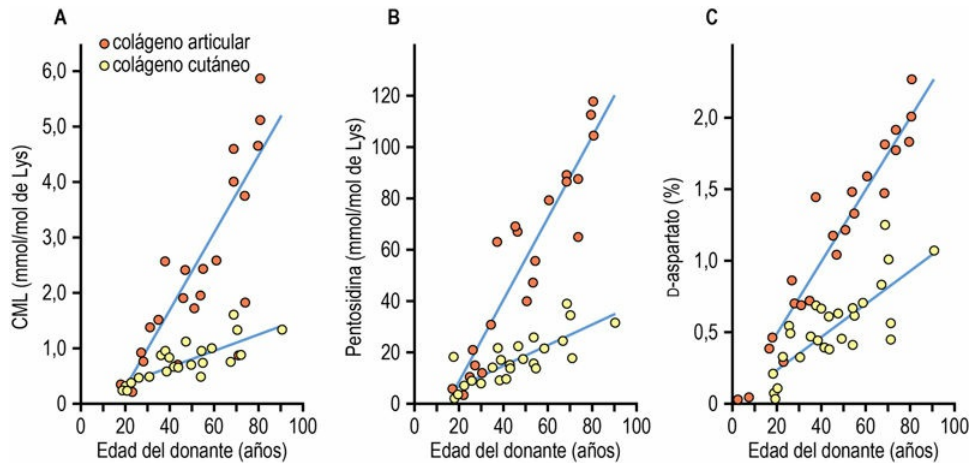 A
colágeno articular
colágeno cutáneo
CML (mmol/mol de Lys)
6,0
5,0
4,0
3,0
2,0
1,0
0
0 20 40 60 80 100
Edad del donante (años)
B
Pentosidina (mmol/mol de Lys)
120
100
80
60
40
20
0
0 20 40 60 80 100
Edad del donante (años)
C
D-aspartato (%)
2,0
1,5
1,0
0,5
0
0 20 40 60 80 100
Edad del donante (años)